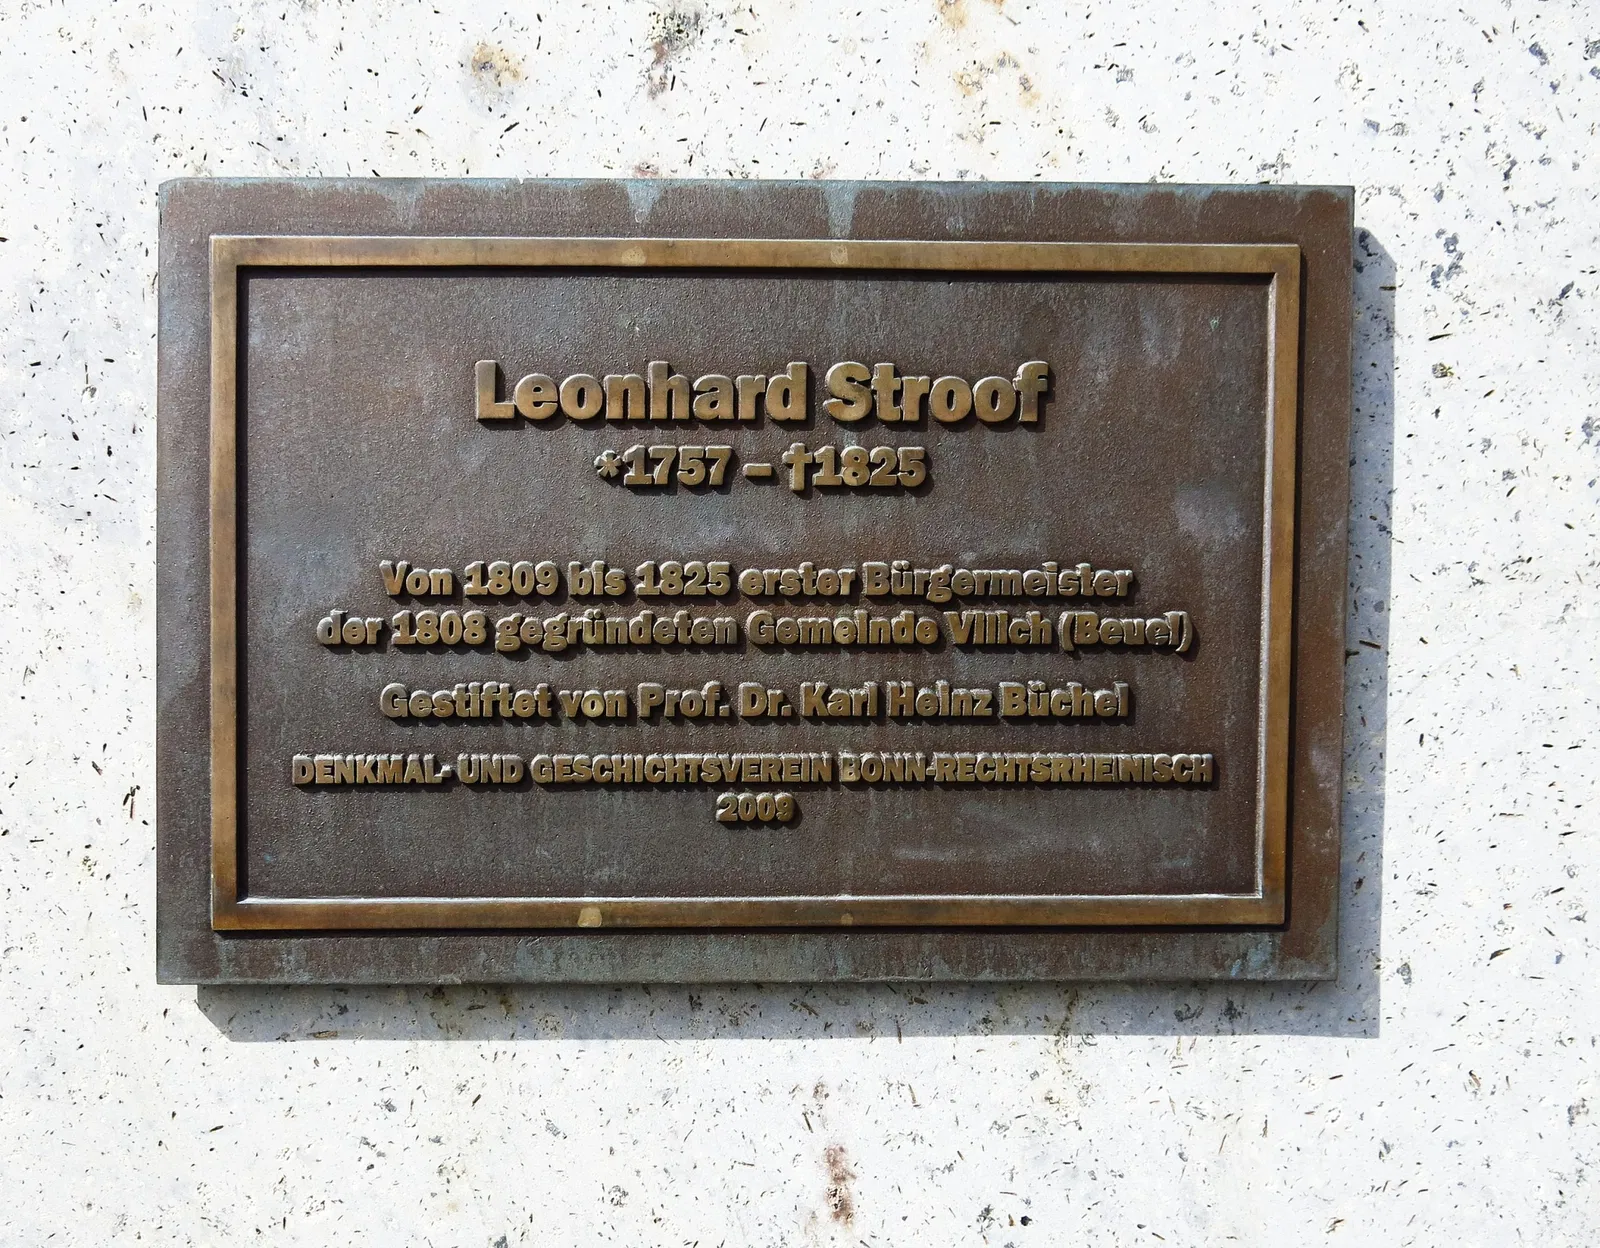 Leonhard Stroof
*1757 – †1825
Von 1809 bis 1825 erster Bürgermeister
der 1808 gegründeten Gemeinde Vilich (Beuel)
Gestiftet von Prof. Dr. Karl Heinz Büchel
DENKMAL- UND GESCHICHTSVEREIN BONN-RECHTSRHEINISCH
2009